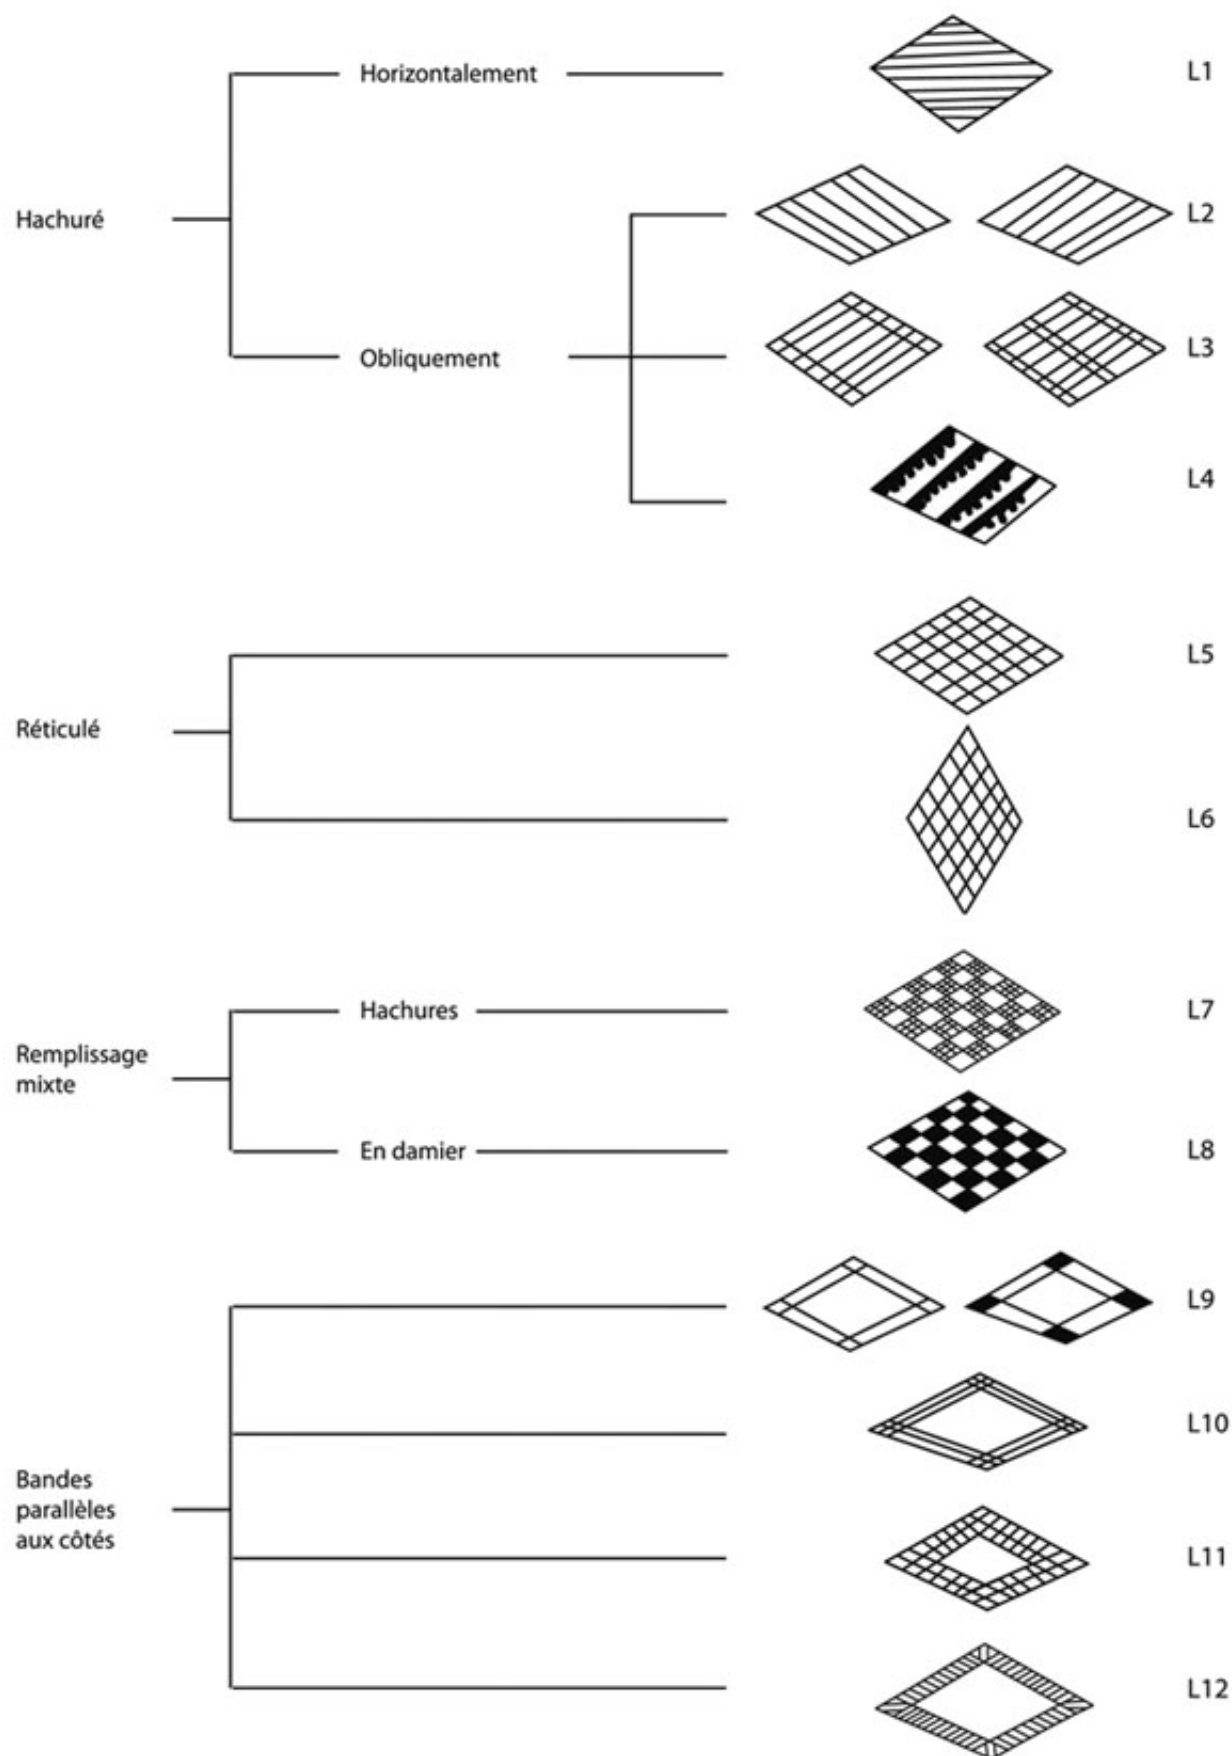 Horizontalement L1
Hachuré L2
Obliquement L3
L4
L5
Réticulé
L6
Hachures L7
Remplissage
mixte
En damier L8
L9
L10
Bandes
parallèles
aux côtés
L11
L12